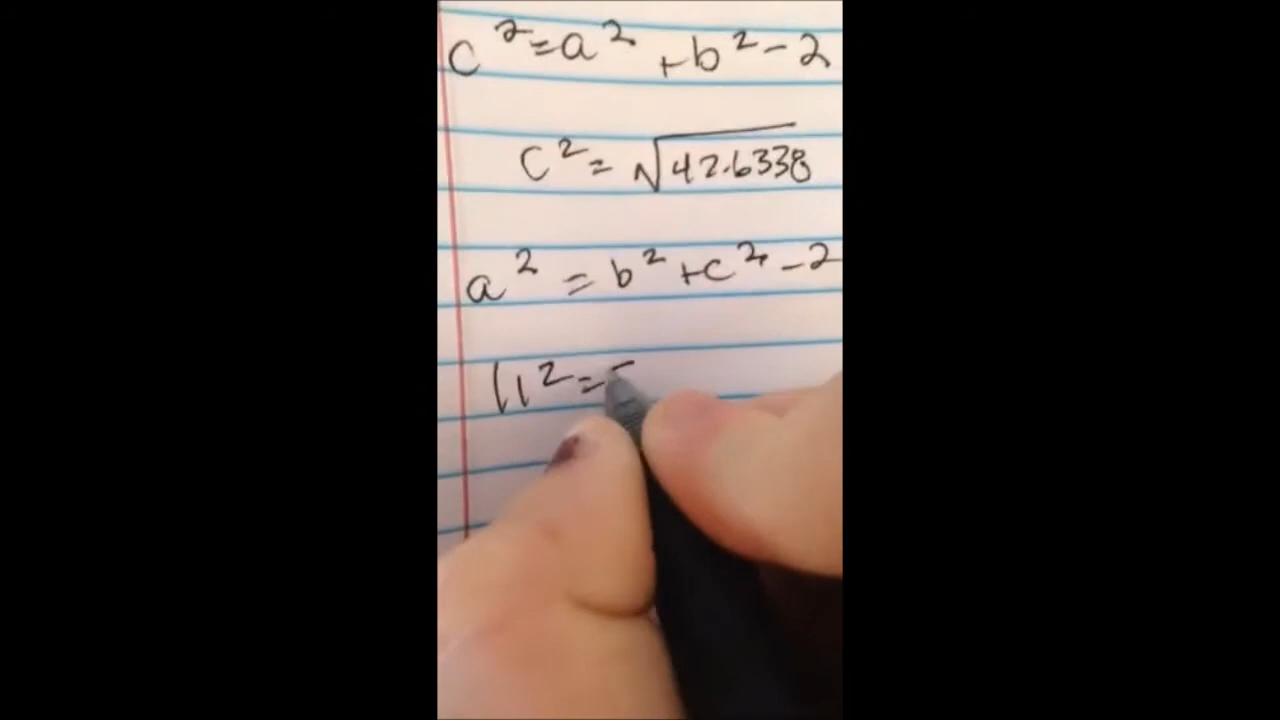 c²=a²+b²-2
c²=√42.6338
a²=b²+c²-2
11²=